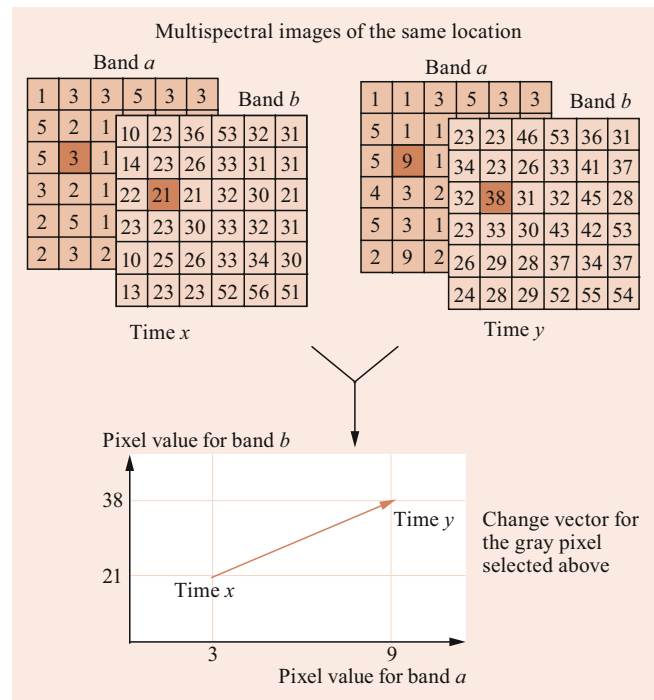 Multispectral images of the same location
Band a
1 3 3 5 3 3
5 2 1
5 3 1
3 2 1
2 5 1
2 3 2
Band b
10 23 36 53 32 31
14 23 26 33 31 31
22 21 21 32 30 21
23 23 30 33 32 31
10 25 26 33 34 30
13 23 23 52 56 51
Time x
Band a
1 1 3 5 3 3
5 1 1
5 9 1
4 3 2
5 3 1
2 9 2
Band b
23 23 46 53 36 31
34 23 26 33 41 37
32 38 31 32 45 28
23 33 30 43 42 53
26 29 28 37 34 37
24 28 29 52 55 54
Time y
Pixel value for band b
38
21
Time y
Time x
3
9
Pixel value for band a
Change vector for
the gray pixel
selected above